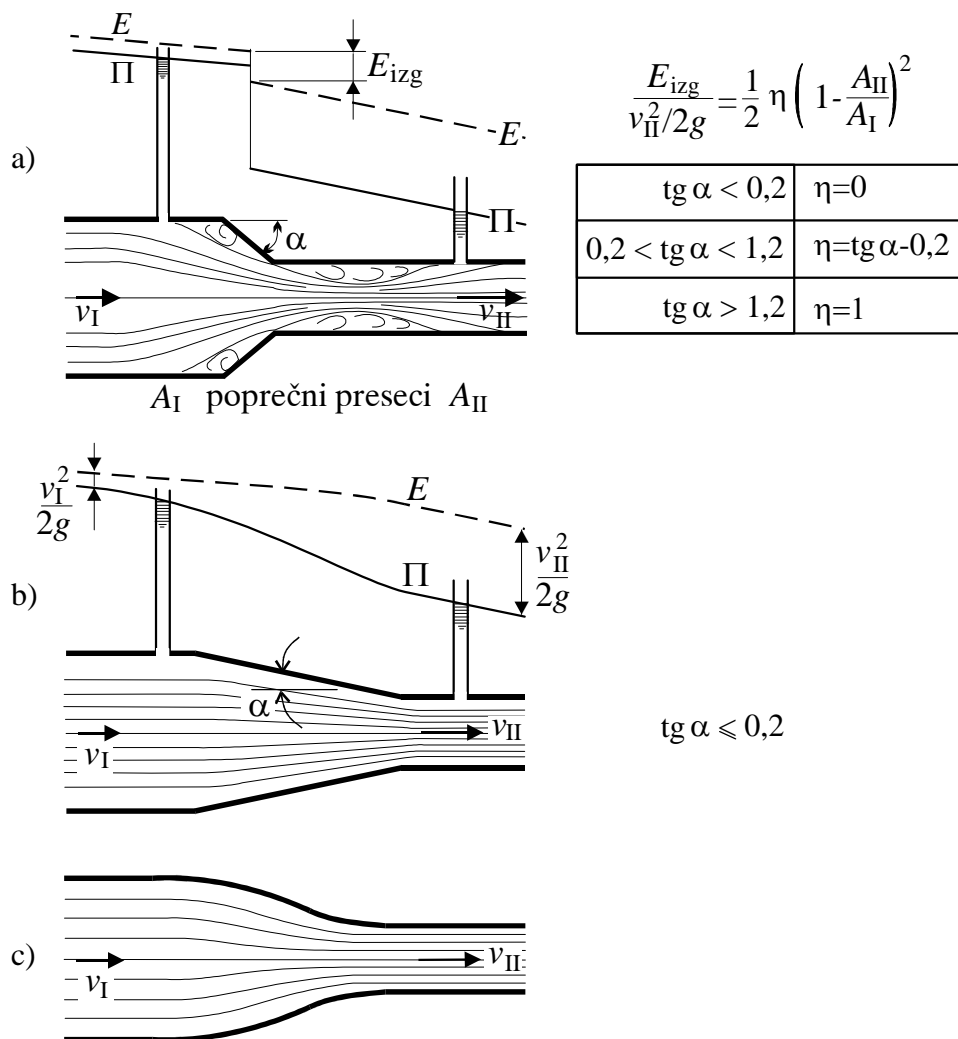 a)
E
Π
E_izg
E
Π
α
v_I
v_II
A_I poprečni preseci A_II
E_izg / (v_II^2/2g) = 1/2 η (1-A_II/A_I)^2
tg α < 0,2 η=0
0,2 < tg α < 1,2 η=tg α-0,2
tg α > 1,2 η=1
b)
v_I^2/2g
E
Π
v_II^2/2g
α
v_I
v_II
tg α ⩽ 0,2
c)
v_I
v_II